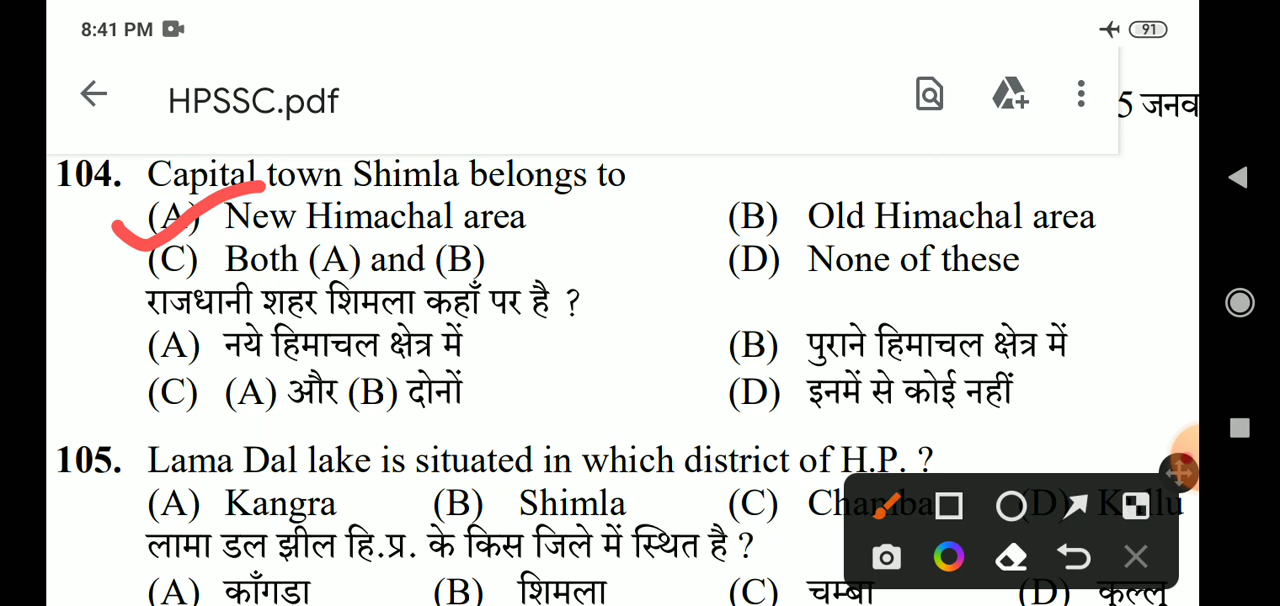 8:41 PM 91
HPSSC.pdf
5 जनव
104. Capital town Shimla belongs to
(A) New Himachal area (B) Old Himachal area
(C) Both (A) and (B) (D) None of these
राजधानी शहर शिमला कहाँ पर है ?
(A) नये हिमाचल क्षेत्र में (B) पुराने हिमाचल क्षेत्र में
(C) (A) और (B) दोनों (D) इनमें से कोई नहीं
105. Lama Dal lake is situated in which district of H.P. ?
(A) Kangra (B) Shimla (C) Chamba (D) Kullu
लामा डल झील हि.प्र. के किस जिले में स्थित है ?
(A) काँगडा (B) शिमला (C) चम्बा (D) कुल्लू